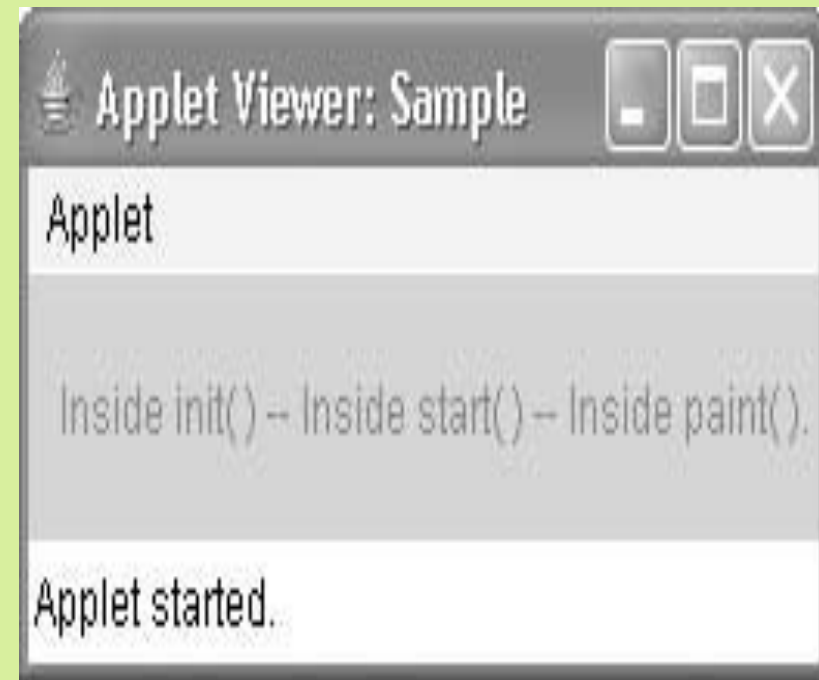 Applet Viewer: Sample
Applet
Inside init() -- Inside start() -- Inside paint().
Applet started.